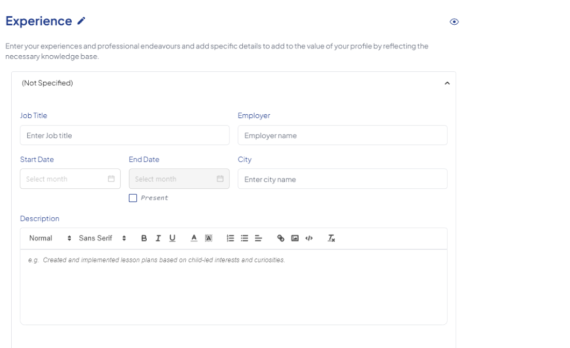 Experience
Enter your experiences and professional endeavours and add specific details to add to the value of your profile by reflecting the
necessary knowledge base.
(Not Specified)
Job Title
Employer
Enter Job title
Employer name
Start Date
End Date
City
Select month
Select month
Enter city name
Present
Description
Normal Sans Serif B I U A A
e.g. Created and implemented lesson plans based on child-led interests and curiosities.